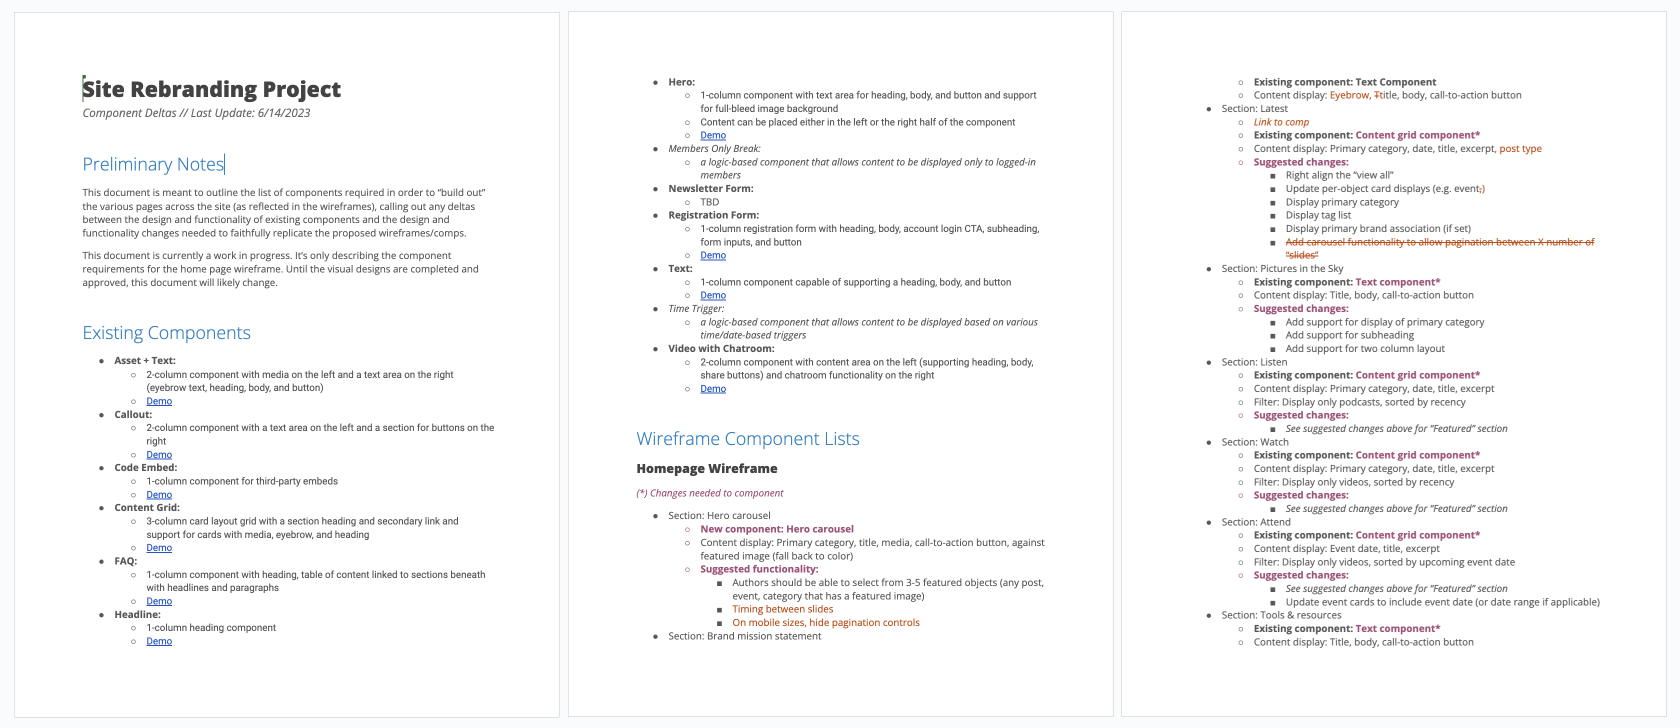 Site Rebranding Project
Component Deltas // Last Update: 6/14/2023
Preliminary Notes
This document is meant to outline the list of components required in order to “build out”
the various pages across the site (as reflected in the wireframes), calling out any deltas
between the design and functionality of existing components and the design and
functionality changes needed to faithfully replicate the proposed wireframes/comps.
This document is currently a work in progress. It’s only describing the component
requirements for the home page wireframe. Until the visual designs are completed and
approved, this document will likely change.
Existing Components
● Asset + Text:
○ 2-column component with media on the left and a text area on the right
(eyebrow text, heading, body, and button)
○ Demo
● Callout:
○ 2-column component with a text area on the left and a section for buttons on the
right
○ Demo
● Code Embed:
○ 1-column component for third-party embeds
○ Demo
● Content Grid:
○ 3-column card layout grid with a section heading and secondary link and
support for cards with media, eyebrow, and heading
○ Demo
● FAQ:
○ 1-column component with heading, table of content linked to sections beneath
with headlines and paragraphs
○ Demo
● Headline:
○ 1-column heading component
○ Demo
● Hero:
○ 1-column component with text area for heading, body, and button and support
for full-bleed image background
○ Content can be placed either in the left or the right half of the component
○ Demo
● Members Only Break:
○ a logic-based component that allows content to be displayed only to logged-in
members
● Newsletter Form:
○ TBD
● Registration Form:
○ 1-column registration form with heading, body, account login CTA, subheading,
form inputs, and button
○ Demo
● Text:
○ 1-column component capable of supporting a heading, body, and button
○ Demo
● Time Trigger:
○ a logic-based component that allows content to be displayed based on various
time/date-based triggers
● Video with Chatroom:
○ 2-column component with content area on the left (supporting heading, body,
share buttons) and chatroom functionality on the right
○ Demo
Wireframe Component Lists
Homepage Wireframe
(*) Changes needed to component
● Section: Hero carousel
○ New component: Hero carousel
○ Content display: Primary category, title, media, call-to-action button, against
featured image (fall back to color)
○ Suggested functionality:
■ Authors should be able to select from 3-5 featured objects (any post,
event, category that has a featured image)
■ Timing between slides
■ On mobile sizes, hide pagination controls
● Section: Brand mission statement
○ Existing component: Text Component
○ Content display: Eyebrow, Ttitle, body, call-to-action button
● Section: Latest
○ Link to comp
○ Existing component: Content grid component*
○ Content display: Primary category, date, title, excerpt, post type
○ Suggested changes:
■ Right align the “view all”
■ Update per-object card displays (e.g. event,)
■ Display primary category
■ Display tag list
■ Display primary brand association (if set)
■ Add carousel functionality to allow pagination between X number of
“slides”
● Section: Pictures in the Sky
○ Existing component: Text component*
○ Content display: Title, body, call-to-action button
○ Suggested changes:
■ Add support for display of primary category
■ Add support for subheading
■ Add support for two column layout
● Section: Listen
○ Existing component: Content grid component*
○ Content display: Primary category, date, title, excerpt
○ Filter: Display only podcasts, sorted by recency
○ Suggested changes:
■ See suggested changes above for “Featured” section
● Section: Watch
○ Existing component: Content grid component*
○ Content display: Primary category, date, title, excerpt
○ Filter: Display only videos, sorted by recency
○ Suggested changes:
■ See suggested changes above for “Featured” section
● Section: Attend
○ Existing component: Content grid component*
○ Content display: Event date, title, excerpt
○ Filter: Display only videos, sorted by upcoming event date
○ Suggested changes:
■ See suggested changes above for “Featured” section
■ Update event cards to include event date (or date range if applicable)
● Section: Tools & resources
○ Existing component: Text component*
○ Content display: Title, body, call-to-action button